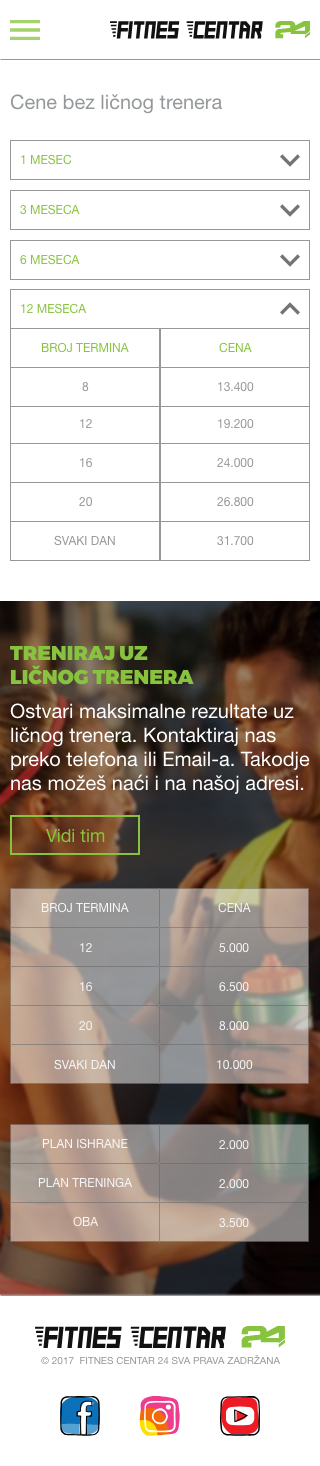 FITNES CENTAR 24
Cene bez ličnog trenera
1 MESEC
3 MESECA
6 MESECA
12 MESECA
BROJ TERMINA CENA
8 13.400
12 19.200
16 24.000
20 26.800
SVAKI DAN 31.700
TRENIRAJ UZ
LIČNOG TRENERA
Ostvari maksimalne rezultate uz
ličnog trenera. Kontaktiraj nas
preko telefona ili Email-a. Takodje
nas možeš naći i na našoj adresi.
Vidi tim
BROJ TERMINA CENA
12 5.000
16 6.500
20 8.000
SVAKI DAN 10.000
PLAN ISHRANE 2.000
PLAN TRENINGA 2.000
OBA 3.500
FITNES CENTAR 24
© 2017 FITNES CENTAR 24 SVA PRAVA ZADRŽANA